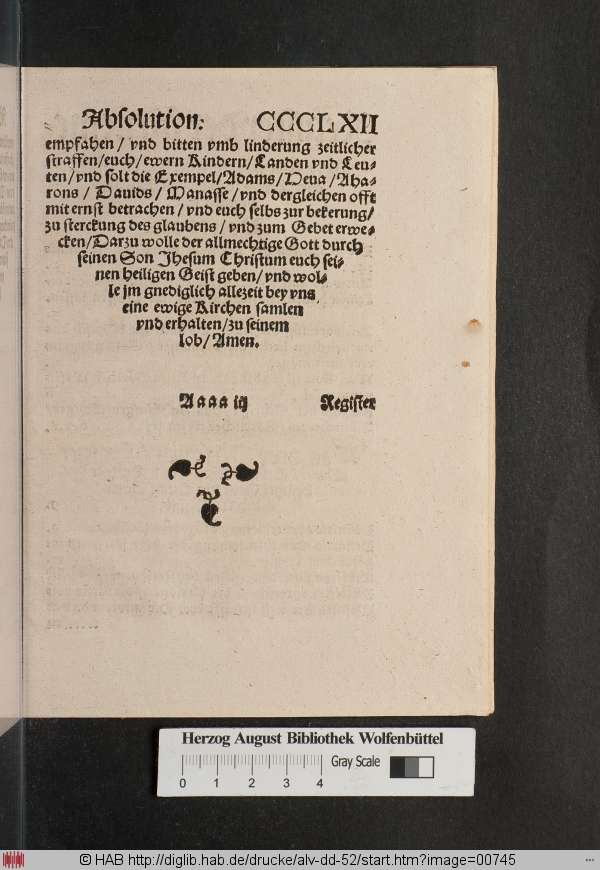 Absolution: CCCLXII
empfahen / vnd bitten vmb linderung zeitlicher
straffen / euch / ewern Kindern / Landen vnd Leu-
ten / vnd solt die Exempel / Adams / Heua / Aha-
rons / Dauids / Manasse / vnd dergleichen offt
mit ernst betrachen / vnd euch selbs zur bekerung /
zu sterckung des glaubens / vnd zum Gebet erwe-
cken / Darzu wolle der allmechtige Gott durch
seinen Son Jhesum Christum euch sei-
nen heiligen Geist geben / vnd wol-
le jm gnediglich allezeit bey vns
eine ewige Kirchen samlen
vnd erhalten / zu seinem
lob / Amen.
Aaaa iij Register
Herzog August Bibliothek Wolfenbüttel
Gray Scale
0 1 2 3 4
© HAB http://diglib.hab.de/drucke/alv-dd-52/start.htm?image=00745